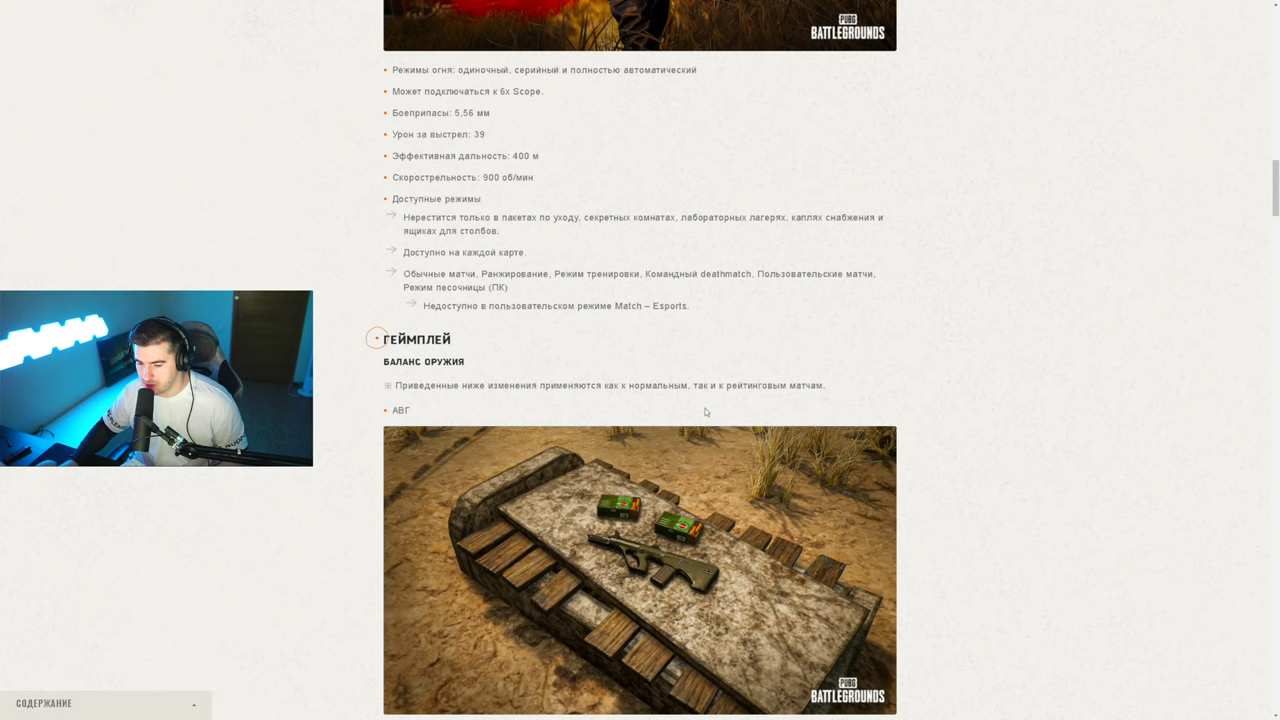 PUBG
BATTLEGROUNDS
Режимы огня: одиночный, серийный и полностью автоматический
Может подключаться к 6x Scope.
Боеприпасы: 5,56 мм
Урон за выстрел: 39
Эффективная дальность: 400 м
Скорострельность: 900 об/мин
Доступные режимы
Нерестится только в пакетах по уходу, секретных комнатах, лабораторных лагерях, каплях снабжения и
ящиках для столбов.
Доступно на каждой карте.
Обычные матчи, Ранжирование, Режим тренировки, Командный deathmatch, Пользовательские матчи,
Режим песочницы (ПК)
Недоступно в пользовательском режиме Match – Esports.
ГЕЙМПЛЕЙ
БАЛАНС ОРУЖИЯ
※ Приведенные ниже изменения применяются как к нормальным, так и к рейтинговым матчам.
АВГ
PUBG
BATTLEGROUNDS
СОДЕРЖАНИЕ